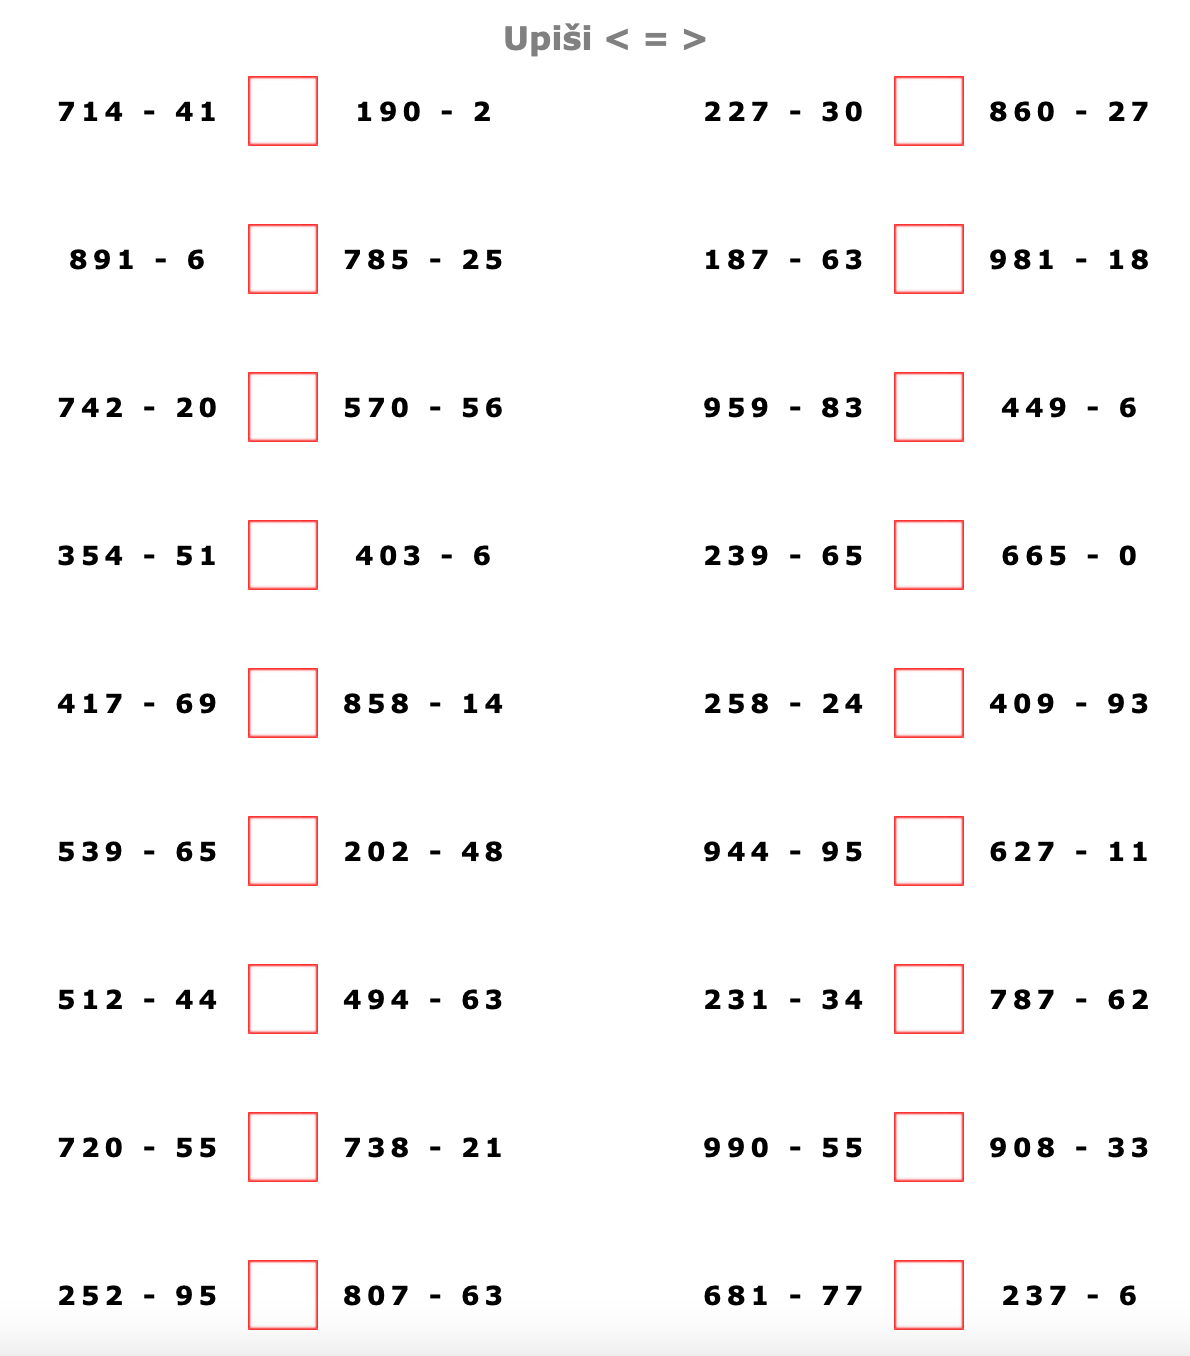 Upiši < = >
714 - 41 190 - 2 227 - 30 860 - 27
891 - 6 785 - 25 187 - 63 981 - 18
742 - 20 570 - 56 959 - 83 449 - 6
354 - 51 403 - 6 239 - 65 665 - 0
417 - 69 858 - 14 258 - 24 409 - 93
539 - 65 202 - 48 944 - 95 627 - 11
512 - 44 494 - 63 231 - 34 787 - 62
720 - 55 738 - 21 990 - 55 908 - 33
252 - 95 807 - 63 681 - 77 237 - 6